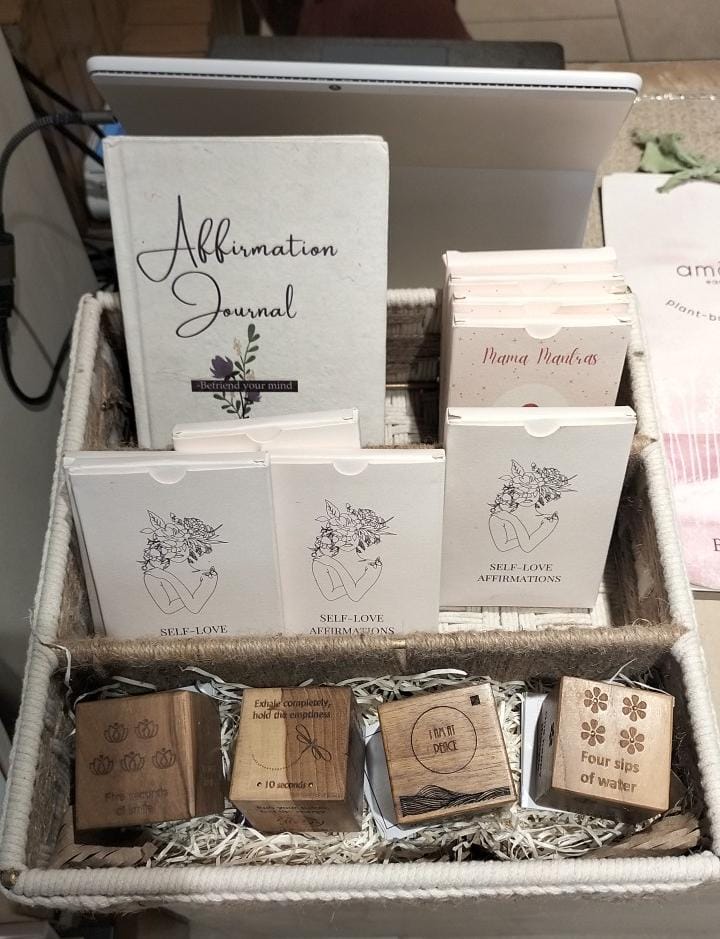 Affirmation
Journal
-Befriend your mind
Mama Mantras
SELF-LOVE
AFFIRMATIONS
SELF-LOVE
AFFIRMATIONS
SELF-LOVE
Five seconds
of smile
Exhale completely,
hold the emptiness
10 seconds
I AM AT
PEACE
Four sips
of water